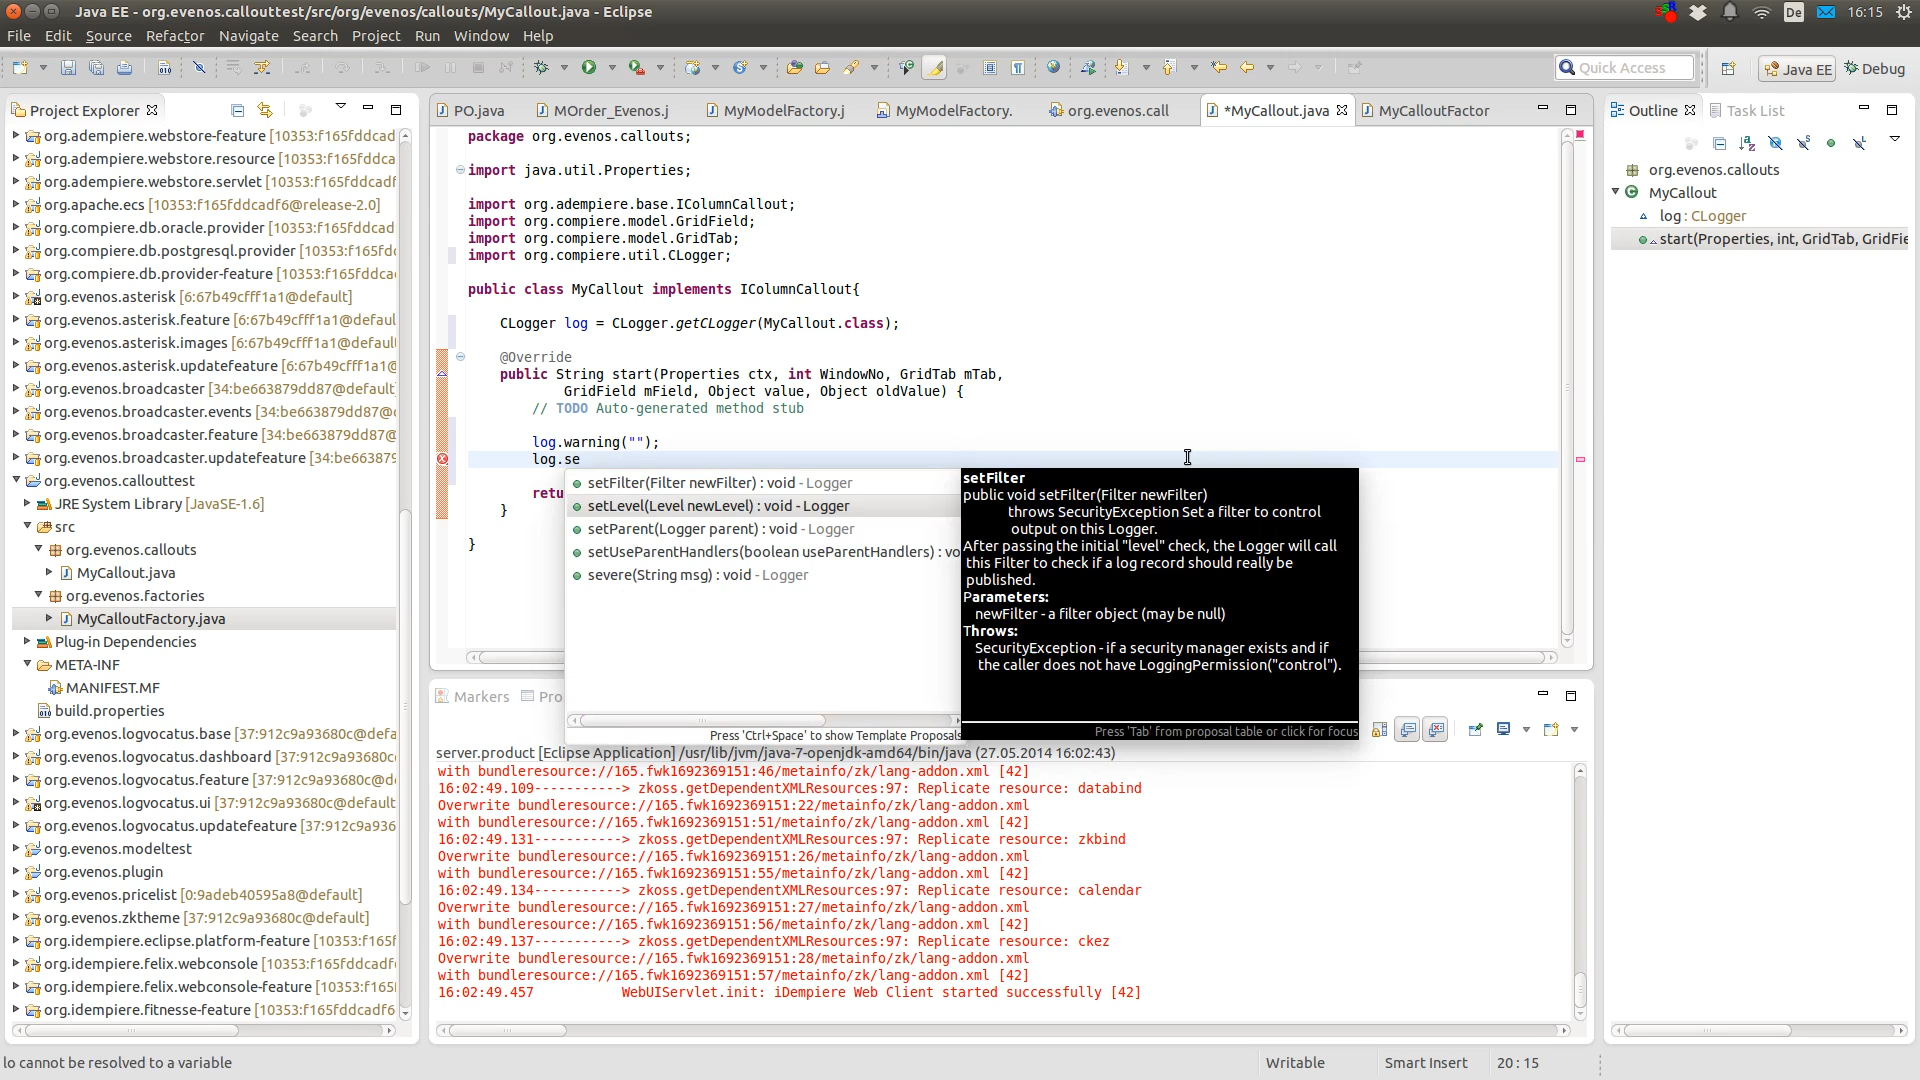 Java EE - org.evenos.callouttest/src/org/evenos/callouts/MyCallout.java - Eclipse
De
16:15
File Edit Source Refactor Navigate Search Project Run Window Help
Quick Access
Java EE
Debug
Project Explorer
org.adempiere.webstore-feature [10353:f165fddcad
org.adempiere.webstore.resource [10353:f165fddca
org.adempiere.webstore.servlet [10353:f165fddcadf
org.apache.ecs [10353:f165fddcadf6@release-2.0]
org.compiere.db.oracle.provider [10353:f165fddcad
org.compiere.db.postgresql.provider [10353:f165fd
org.compiere.db.provider-feature [10353:f165fddca
org.evenos.asterisk [6:67b49cfff1a1@default]
org.evenos.asterisk.feature [6:67b49cfff1a1@defaul
org.evenos.asterisk.images [6:67b49cfff1a1@defaul
org.evenos.asterisk.updatefeature [6:67b49cfff1a1@
org.evenos.broadcaster [34:be663879dd87@default
org.evenos.broadcaster.events [34:be663879dd87@
org.evenos.broadcaster.feature [34:be663879dd87@
org.evenos.broadcaster.updatefeature [34:be66387
org.evenos.callouttest
JRE System Library [JavaSE-1.6]
src
org.evenos.callouts
MyCallout.java
org.evenos.factories
MyCalloutFactory.java
Plug-in Dependencies
META-INF
MANIFEST.MF
build.properties
org.evenos.logvocatus.base [37:912c9a93680c@defa
org.evenos.logvocatus.dashboard [37:912c9a93680c
org.evenos.logvocatus.feature [37:912c9a93680c@d
org.evenos.logvocatus.ui [37:912c9a93680c@default
org.evenos.logvocatus.updatefeature [37:912c9a936
org.evenos.modeltest
org.evenos.plugin
org.evenos.pricelist [0:9adeb40595a8@default]
org.evenos.zktheme [37:912c9a93680c@default]
org.idempiere.eclipse.platform-feature [10353:f165f
org.idempiere.felix.webconsole [10353:f165fddcadf
org.idempiere.felix.webconsole-feature [10353:f165
org.idempiere.fitnesse-feature [10353:f165fddcadf6
PO.java
MOrder_Evenos.j
MyModelFactory.j
MyModelFactory.
org.evenos.call
*MyCallout.java
MyCalloutFactor
package org.evenos.callouts;
import java.util.Properties;
import org.adempiere.base.IColumnCallout;
import org.compiere.model.GridField;
import org.compiere.model.GridTab;
import org.compiere.util.CLogger;
public class MyCallout implements IColumnCallout{
CLogger log = CLogger.getCLogger(MyCallout.class);
@Override
public String start(Properties ctx, int WindowNo, GridTab mTab,
GridField mField, Object value, Object oldValue) {
// TODO Auto-generated method stub
log.warning("");
log.se
retu
}
}
setFilter(Filter newFilter) : void - Logger
setLevel(Level newLevel) : void - Logger
setParent(Logger parent) : void - Logger
setUseParentHandlers(boolean useParentHandlers) : vo
severe(String msg) : void - Logger
Press 'Ctrl+Space' to show Template Proposals
setFilter
public void setFilter(Filter newFilter)
throws SecurityException Set a filter to control
output on this Logger.
After passing the initial "level" check, the Logger will call
this Filter to check if a log record should really be
published.
Parameters:
newFilter - a filter object (may be null)
Throws:
SecurityException - if a security manager exists and if
the caller does not have LoggingPermission("control").
Press 'Tab' from proposal table or click for focus
Markers
Pro
server.product [Eclipse Application] /usr/lib/jvm/java-7-openjdk-amd64/bin/java (27.05.2014 16:02:43)
with bundleresource://165.fwk1692369151:46/metainfo/zk/lang-addon.xml [42]
16:02:49.109-----------> zkoss.getDependentXMLResources:97: Replicate resource: databind
Overwrite bundleresource://165.fwk1692369151:22/metainfo/zk/lang-addon.xml
with bundleresource://165.fwk1692369151:51/metainfo/zk/lang-addon.xml [42]
16:02:49.131-----------> zkoss.getDependentXMLResources:97: Replicate resource: zkbind
Overwrite bundleresource://165.fwk1692369151:26/metainfo/zk/lang-addon.xml
with bundleresource://165.fwk1692369151:55/metainfo/zk/lang-addon.xml [42]
16:02:49.134-----------> zkoss.getDependentXMLResources:97: Replicate resource: calendar
Overwrite bundleresource://165.fwk1692369151:27/metainfo/zk/lang-addon.xml
with bundleresource://165.fwk1692369151:56/metainfo/zk/lang-addon.xml [42]
16:02:49.137-----------> zkoss.getDependentXMLResources:97: Replicate resource: ckez
Overwrite bundleresource://165.fwk1692369151:28/metainfo/zk/lang-addon.xml
with bundleresource://165.fwk1692369151:57/metainfo/zk/lang-addon.xml [42]
16:02:49.457 WebUIServlet.init: iDempiere Web Client started successfully [42]
Outline
Task List
org.evenos.callouts
MyCallout
log : CLogger
start(Properties, int, GridTab, GridFie
lo cannot be resolved to a variable
Writable
Smart Insert
20 : 15